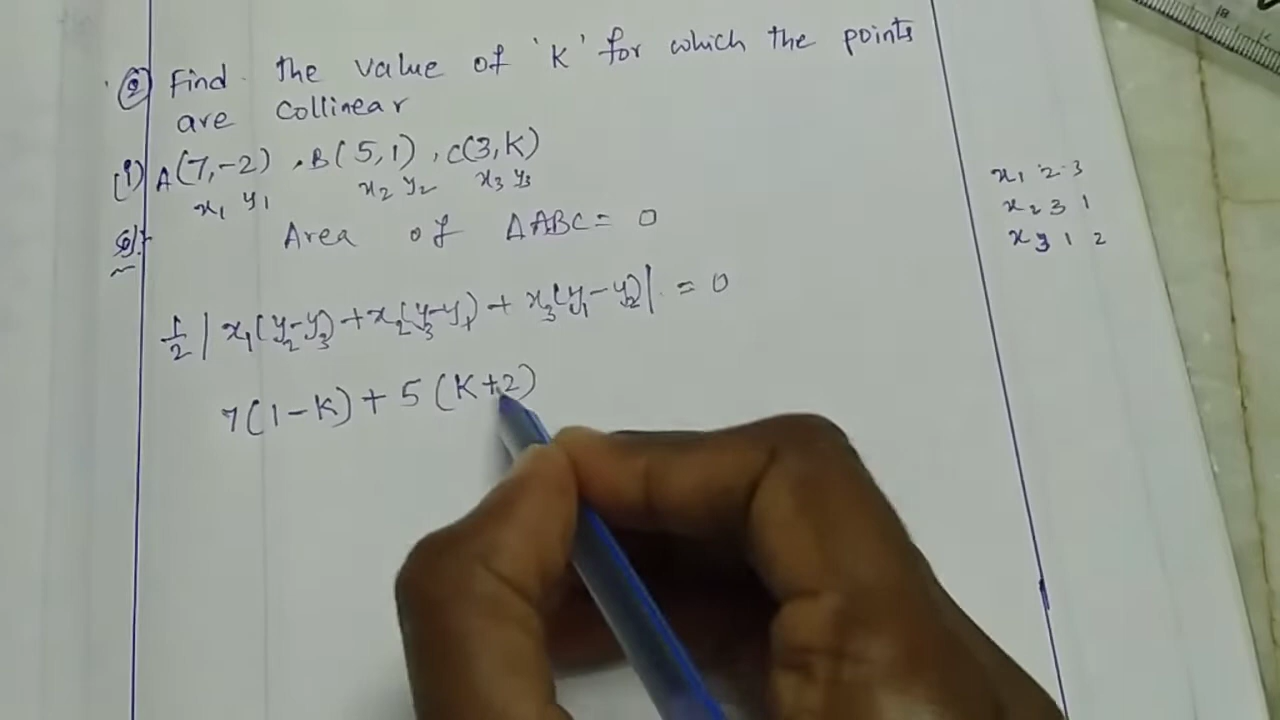 ② Find the value of 'K' for which the points
are collinear
(i) A(7,-2), B(5,1), C(3,K)
x₁ y₁ x₂ y₂ x₃ y₃
Sol:- Area of ΔABC = 0
1/2 | x₁(y₂-y₃) + x₂(y₃-y₁) + x₃(y₁-y₂) | = 0
7(1-K) + 5(K+2)
x₁ 2 3
x₂ 3 1
x₃ 1 2